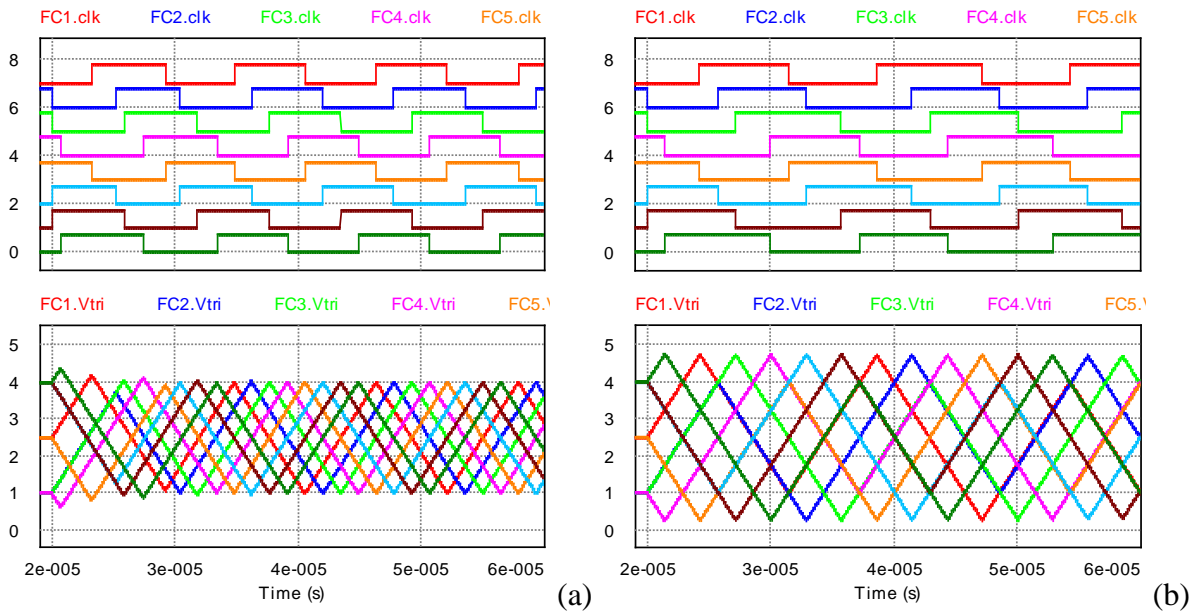 FC1.clk FC2.clk FC3.clk FC4.clk FC5.clk
8
6
4
2
0
FC1.Vtri FC2.Vtri FC3.Vtri FC4.Vtri FC5.V
5
4
3
2
1
0
2e-005 3e-005 4e-005 5e-005 6e-005
Time (s)
(a)
FC1.clk FC2.clk FC3.clk FC4.clk FC5.clk
8
6
4
2
0
FC1.Vtri FC2.Vtri FC3.Vtri FC4.Vtri FC5.V
5
4
3
2
1
0
2e-005 3e-005 4e-005 5e-005 6e-005
Time (s)
(b)